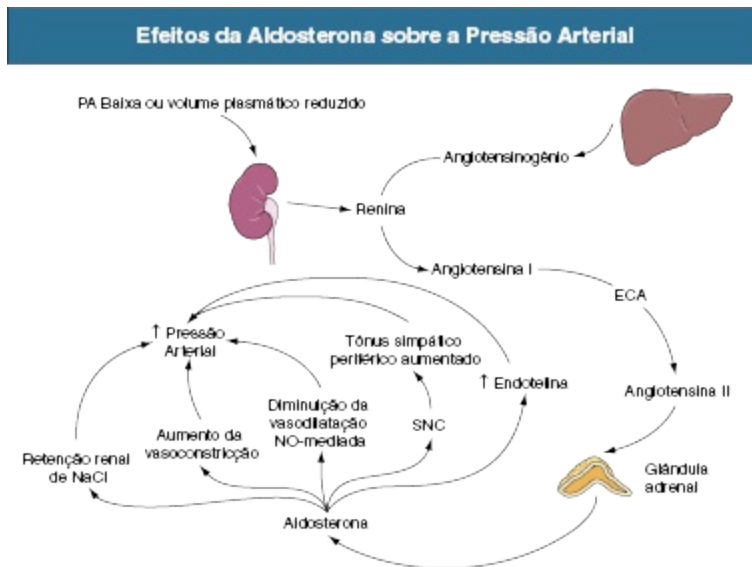 Efeitos da Aldosterona sobre a Pressão Arterial
PA Baixa ou volume plasmático reduzido
Angiotensinogênio
Renina
Angiotensina I
ECA
↑ Pressão
Arterial
Tônus simpático
periférico aumentado
↑ Endotelina
Angiotensina II
Diminuição da
vasodilatação
NO-mediada
SNC
Aumento da
vasoconstricção
Retenção renal
de NaCl
Glândula
adrenal
Aldosterona